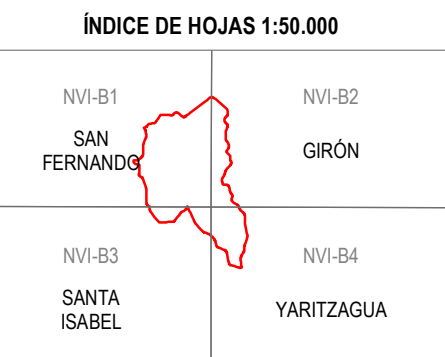 ÍNDICE DE HOJAS 1:50.000
NVI-B1
SAN
FERNANDO
NVI-B2
GIRÓN
NVI-B3
SANTA
ISABEL
NVI-B4
YARITZAGUA